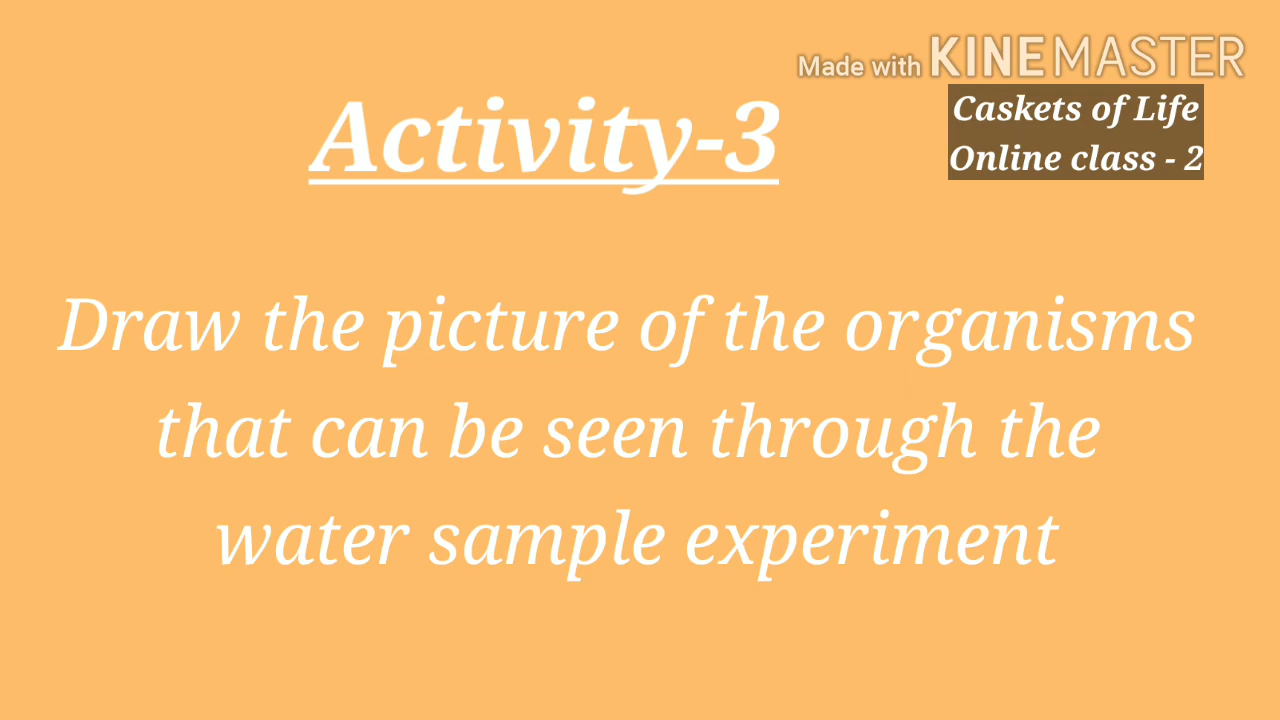 Made with KINEMASTER
Caskets of Life
Online class - 2
Activity-3
Draw the picture of the organisms
that can be seen through the
water sample experiment